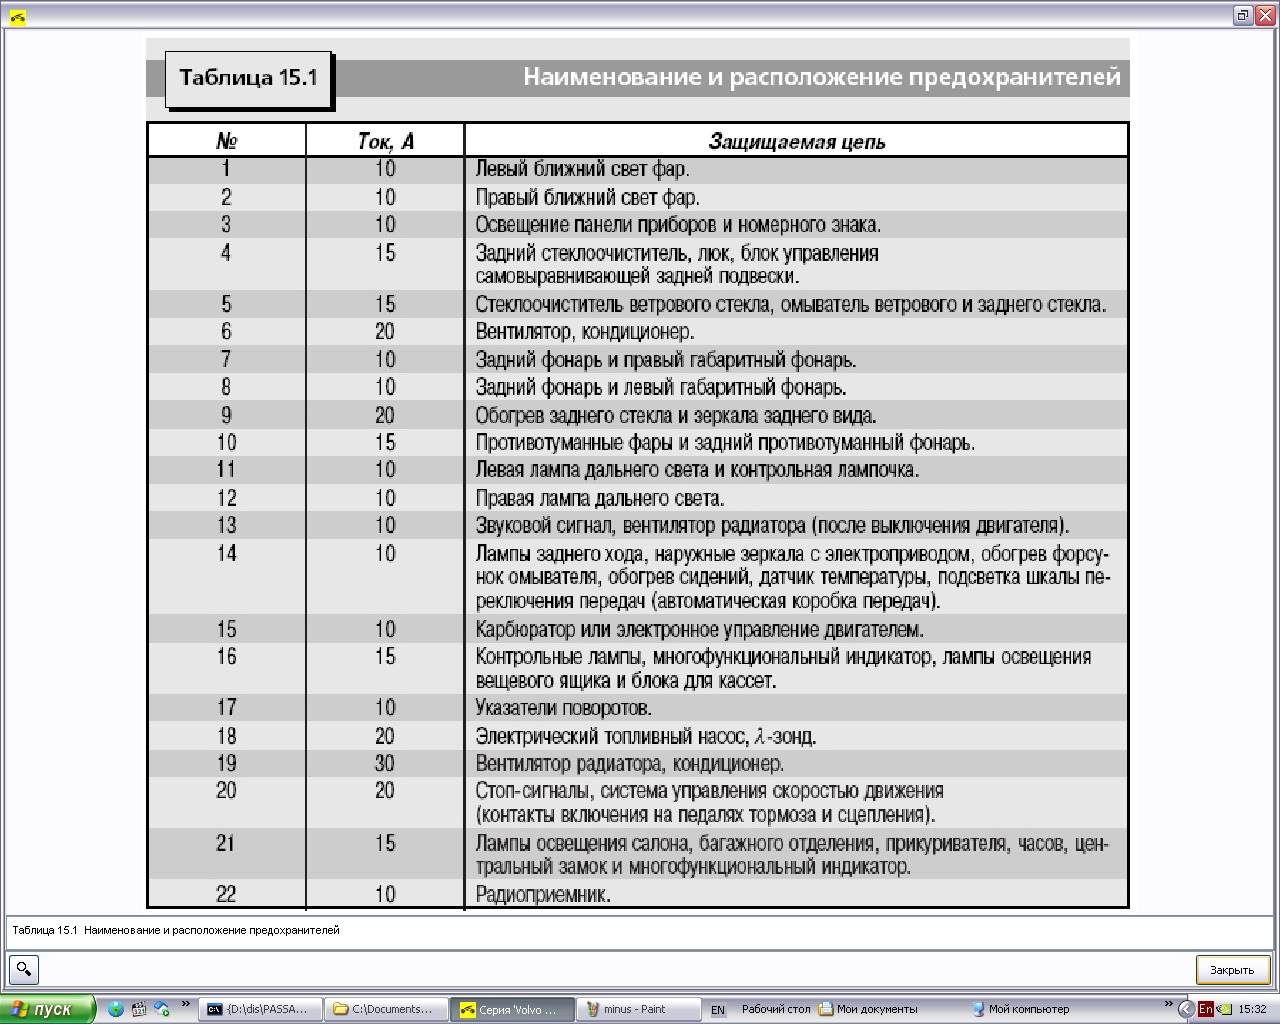 Таблица 15.1
Наименование и расположение предохранителей
№ Ток, А Защищаемая цепь
1 10 Левый ближний свет фар.
2 10 Правый ближний свет фар.
3 10 Освещение панели приборов и номерного знака.
4 15 Задний стеклоочиститель, люк, блок управления
самовыравнивающей задней подвески.
5 15 Стеклоочиститель ветрового стекла, омыватель ветрового и заднего стекла.
6 20 Вентилятор, кондиционер.
7 10 Задний фонарь и правый габаритный фонарь.
8 10 Задний фонарь и левый габаритный фонарь.
9 20 Обогрев заднего стекла и зеркала заднего вида.
10 15 Противотуманные фары и задний противотуманный фонарь.
11 10 Левая лампа дальнего света и контрольная лампочка.
12 10 Правая лампа дальнего света.
13 10 Звуковой сигнал, вентилятор радиатора (после выключения двигателя).
14 10 Лампы заднего хода, наружные зеркала с электроприводом, обогрев форсу-
нок омывателя, обогрев сидений, датчик температуры, подсветка шкалы пе-
реключения передач (автоматическая коробка передач).
15 10 Карбюратор или электронное управление двигателем.
16 15 Контрольные лампы, многофункциональный индикатор, лампы освещения
вещевого ящика и блока для кассет.
17 10 Указатели поворотов.
18 20 Электрический топливный насос, λ-зонд.
19 30 Вентилятор радиатора, кондиционер.
20 20 Стоп-сигналы, система управления скоростью движения
(контакты включения на педалях тормоза и сцепления).
21 15 Лампы освещения салона, багажного отделения, прикуривателя, часов, цен-
тральный замок и многофункциональный индикатор.
22 10 Радиоприемник.
Таблица 15.1 Наименование и расположение предохранителей
Закрыть
пуск » {D:\dis\PASSA... C:\Documents... Серия 'Volvo ... minus - Paint EN Рабочий стол Мои документы Мой компьютер » En 15:32